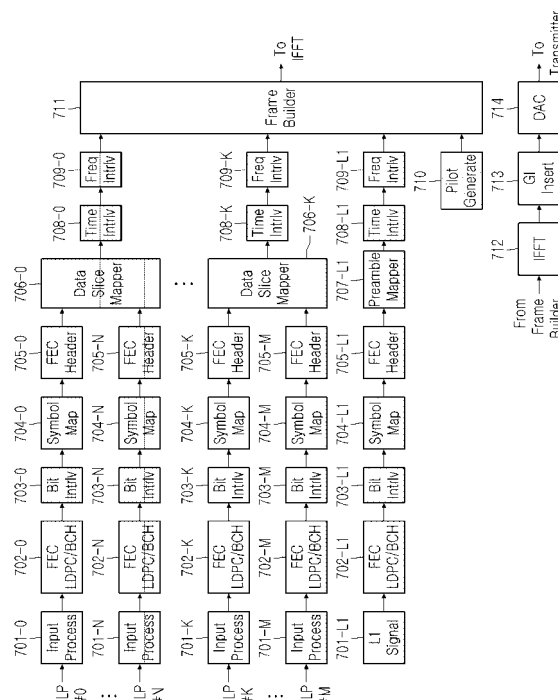 LP
#0
701-0
Input
Process
702-0
FEC
LDPC/BCH
703-0
Bit
Intrlv
704-0
Symbol
Map
705-0
FEC
Header
706-0
Data
Slice
Mapper
708-0
Time
Intrlv
709-0
Freq
Intrlv
711
Frame
Builder
To
IFFT
LP
#N
701-N
Input
Process
702-N
FEC
LDPC/BCH
703-N
Bit
Intrlv
704-N
Symbol
Map
705-N
FEC
Header
LP
#K
701-K
Input
Process
702-K
FEC
LDPC/BCH
703-K
Bit
Intrlv
704-K
Symbol
Map
705-K
FEC
Header
Data
Slice
Mapper
706-K
708-K
Time
Intrlv
709-K
Freq
Intrlv
LP
#M
701-M
Input
Process
702-M
FEC
LDPC/BCH
703-M
Bit
Intrlv
704-M
Symbol
Map
705-M
FEC
Header
701-L1
L1
Signal
702-L1
FEC
LDPC/BCH
703-L1
Bit
Intrlv
704-L1
Symbol
Map
705-L1
FEC
Header
707-L1
Preamble
Mapper
708-L1
Time
Intrlv
709-L1
Freq
Intrlv
710
Pilot
Generate
From
Frame
Builder
712
IFFT
713
GI
Insert
714
DAC
To
Transmitter